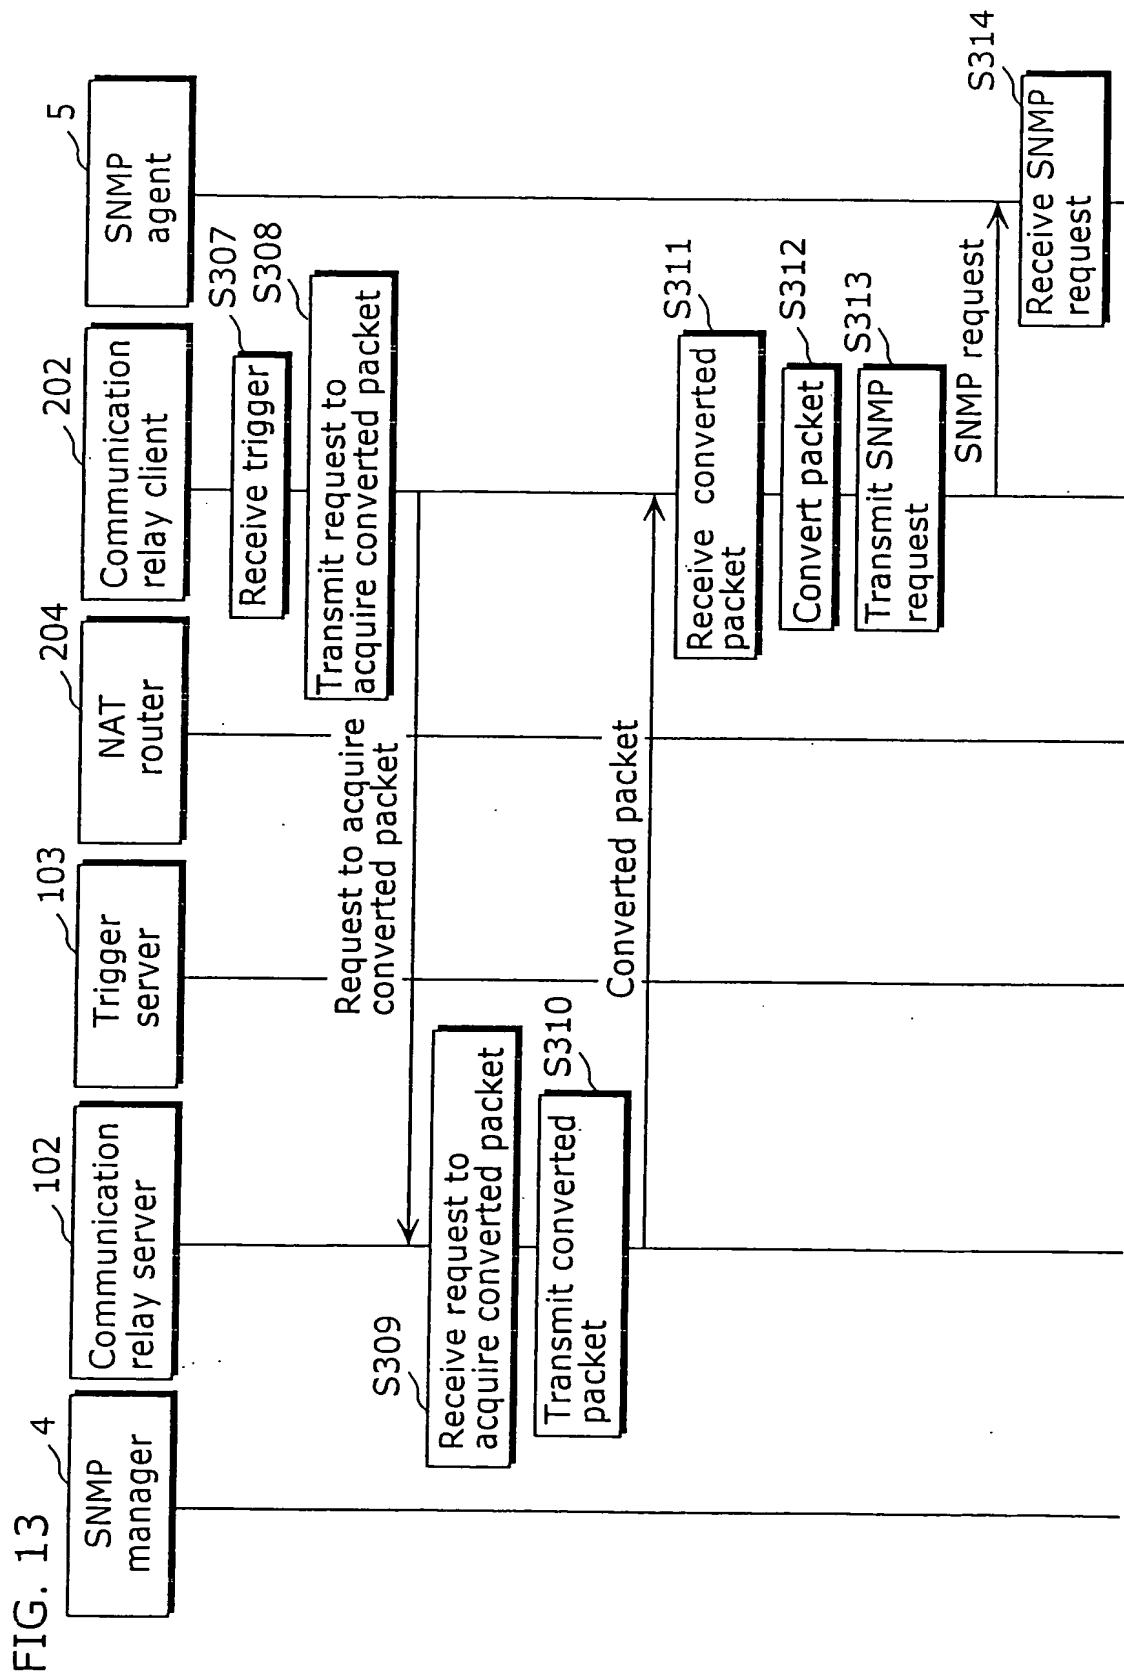 FIG. 13
4
SNMP
manager
102
Communication
relay server
103
Trigger
server
204
NAT
router
202
Communication
relay client
5
SNMP
agent
S307
Receive trigger
S308
Transmit request to
acquire converted packet
Request to acquire
converted packet
S309
Receive request to
acquire converted packet
S310
Transmit converted
packet
Converted packet
S311
Receive converted
packet
S312
Convert packet
S313
Transmit SNMP
request
SNMP request
S314
Receive SNMP
request